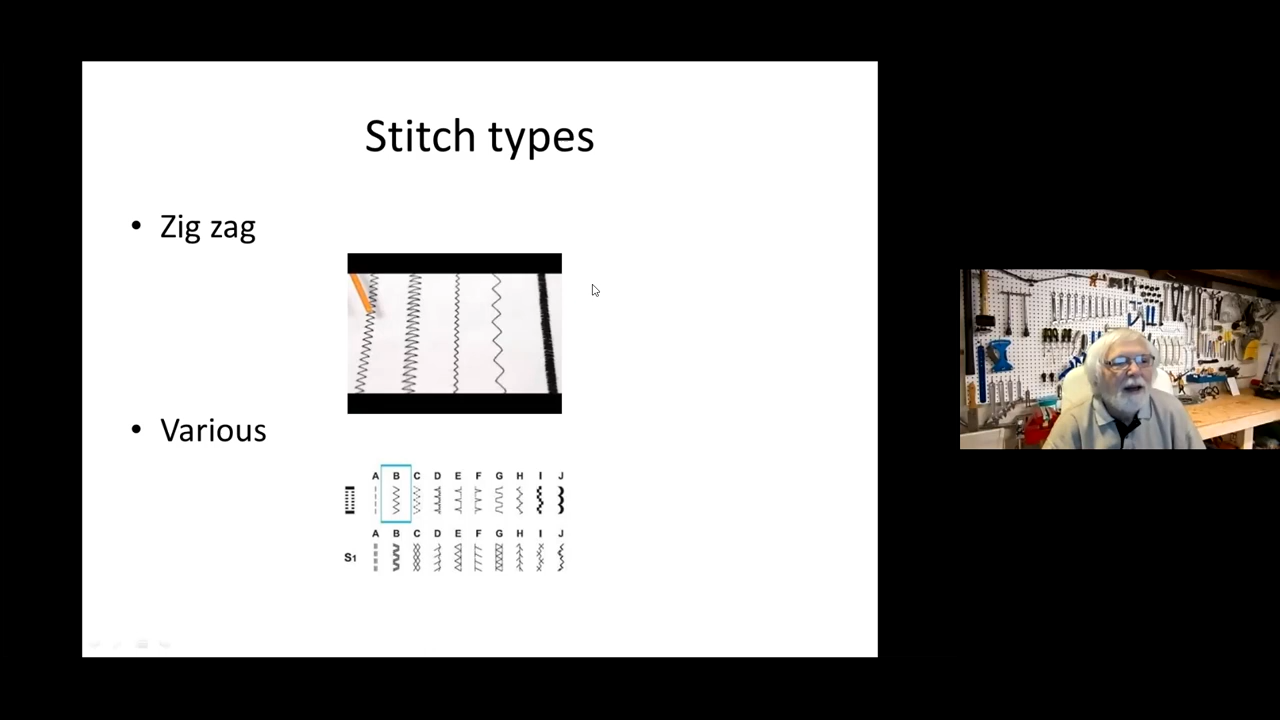 Stitch types
• Zig zag
• Various
A B C D E F G H I J
A B C D E F G H I J
S1